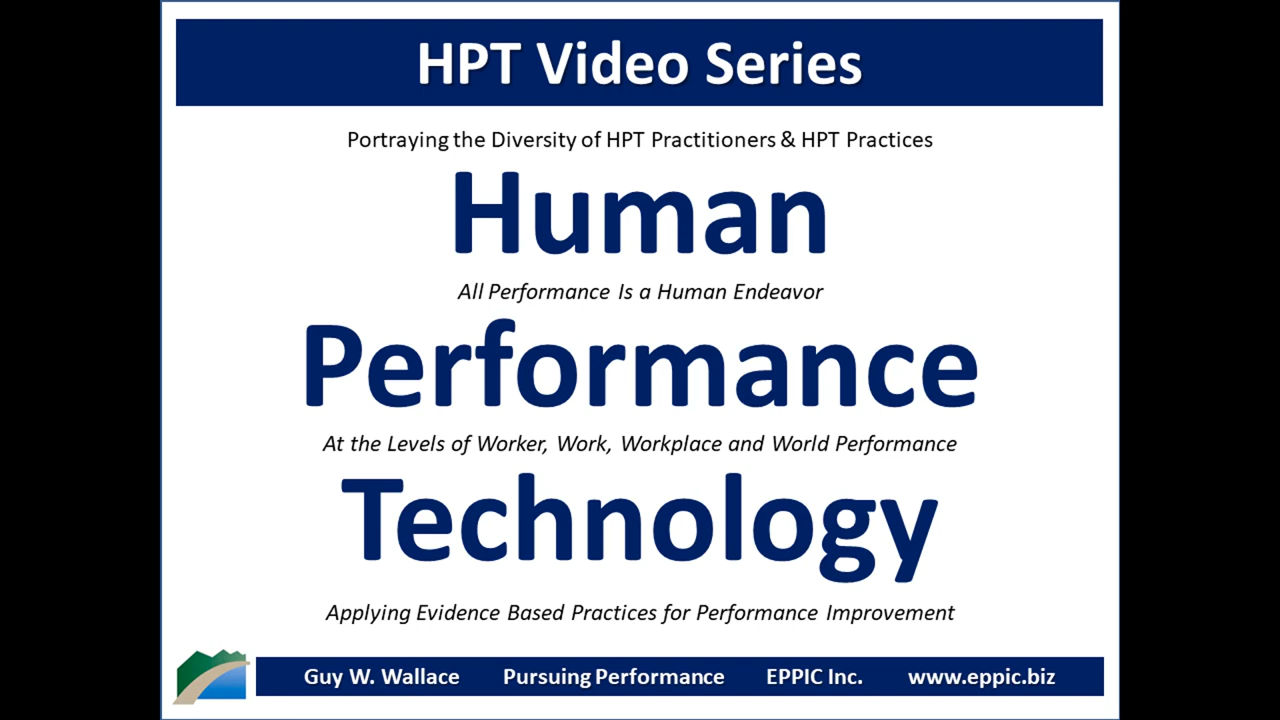 HPT Video Series
Portraying the Diversity of HPT Practitioners & HPT Practices
Human
All Performance Is a Human Endeavor
Performance
At the Levels of Worker, Work, Workplace and World Performance
Technology
Applying Evidence Based Practices for Performance Improvement
Guy W. Wallace Pursuing Performance EPPIC Inc. www.eppic.biz